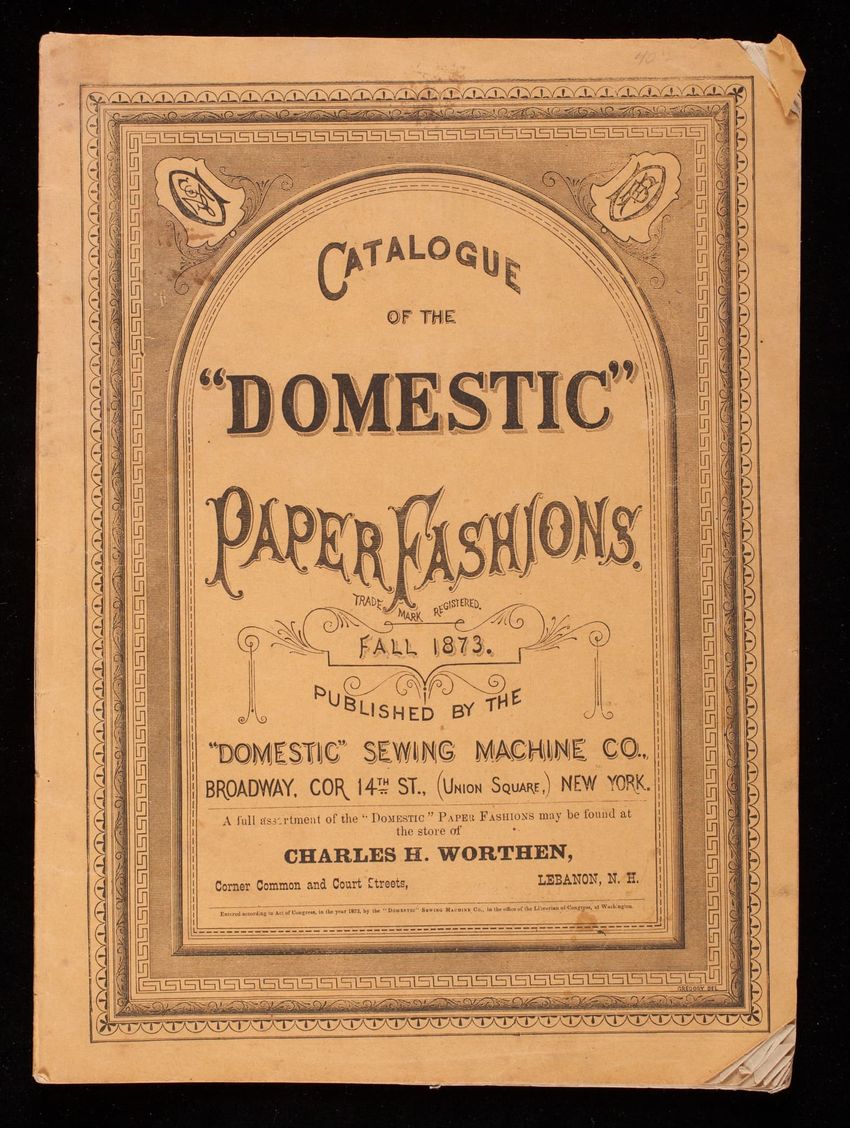 CATALOGUE
OF THE
"DOMESTIC"
PAPER FASHIONS.
TRADE MARK REGISTERED.
FALL 1873.
PUBLISHED BY THE
"DOMESTIC" SEWING MACHINE CO.,
BROADWAY, COR 14TH ST., (UNION SQUARE,) NEW YORK.
A full assortment of the "DOMESTIC" PAPER FASHIONS may be found at
the store of
CHARLES H. WORTHEN,
Corner Common and Court Streets, LEBANON, N. H.
Entered according to Act of Congress, in the year 1873, by the "DOMESTIC" SEWING MACHINE CO., in the office of the Librarian of Congress, at Washington.
GREGORY DEL